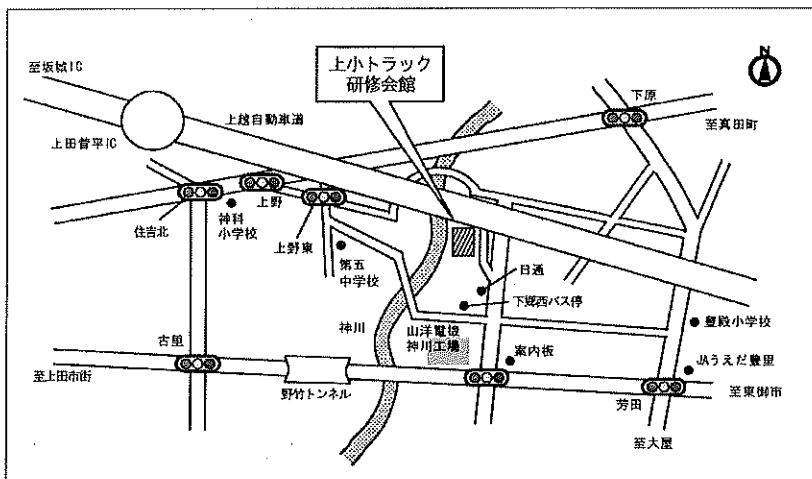 N
至坂城IC
上小トラック
研修会館
下原
上越自動車道
至真田町
上田菅平IC
上野
住吉北
神科
小学校
上野東
第五
中学校
日通
下郷西バス停
神川
山洋電機
神川工場
豊殿小学校
古里
案内板
JAうえだ豊里
至上田市街
野竹トンネル
芳田
至東御市
至大屋